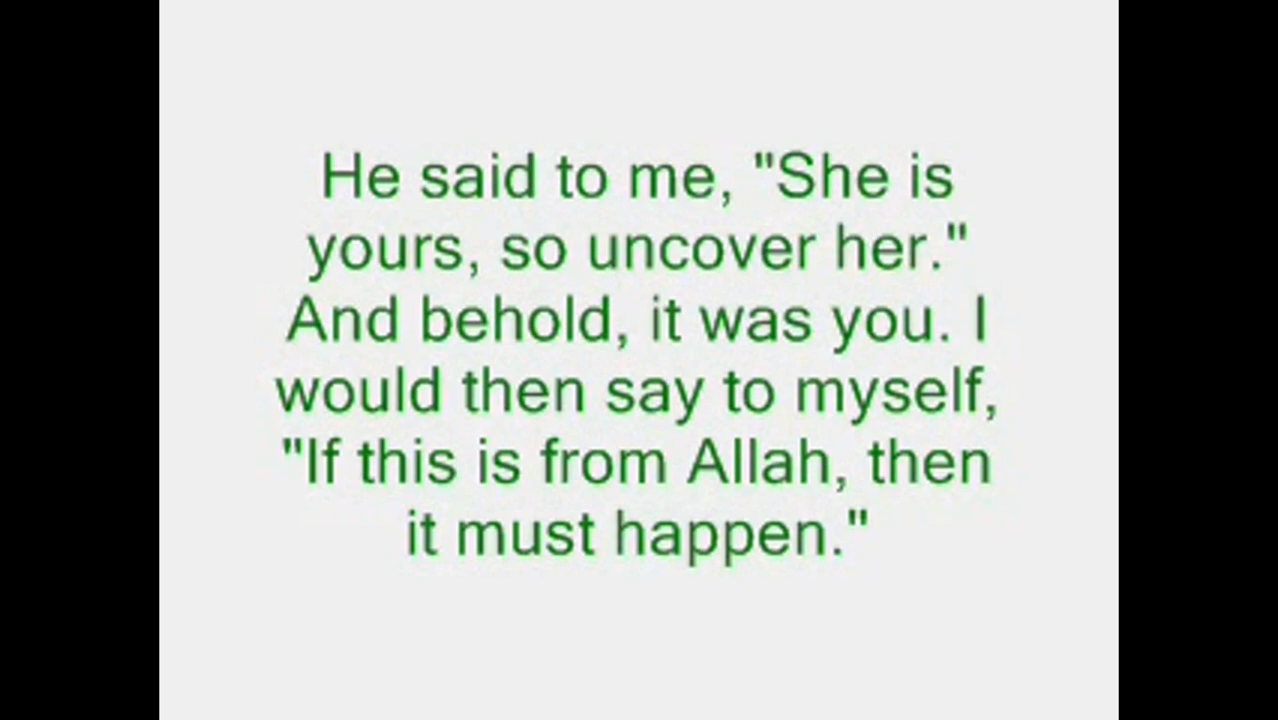 He said to me, "She is
yours, so uncover her."
And behold, it was you. I
would then say to myself,
"If this is from Allah, then
it must happen."